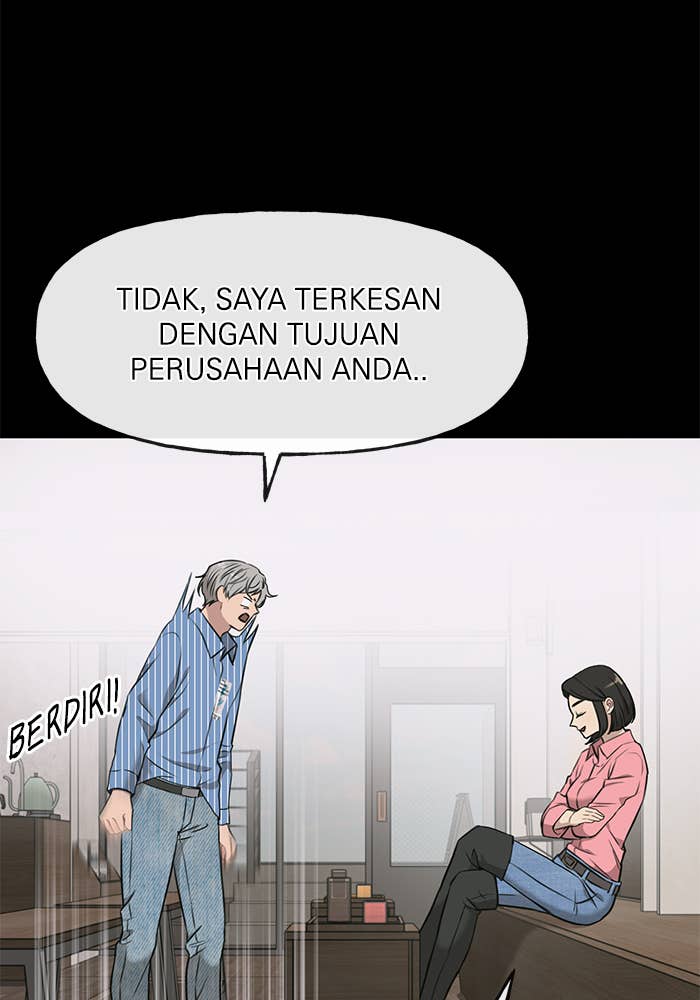 TIDAK, SAYA TERKESAN
DENGAN TUJUAN
PERUSAHAAN ANDA..
BERDIRI!